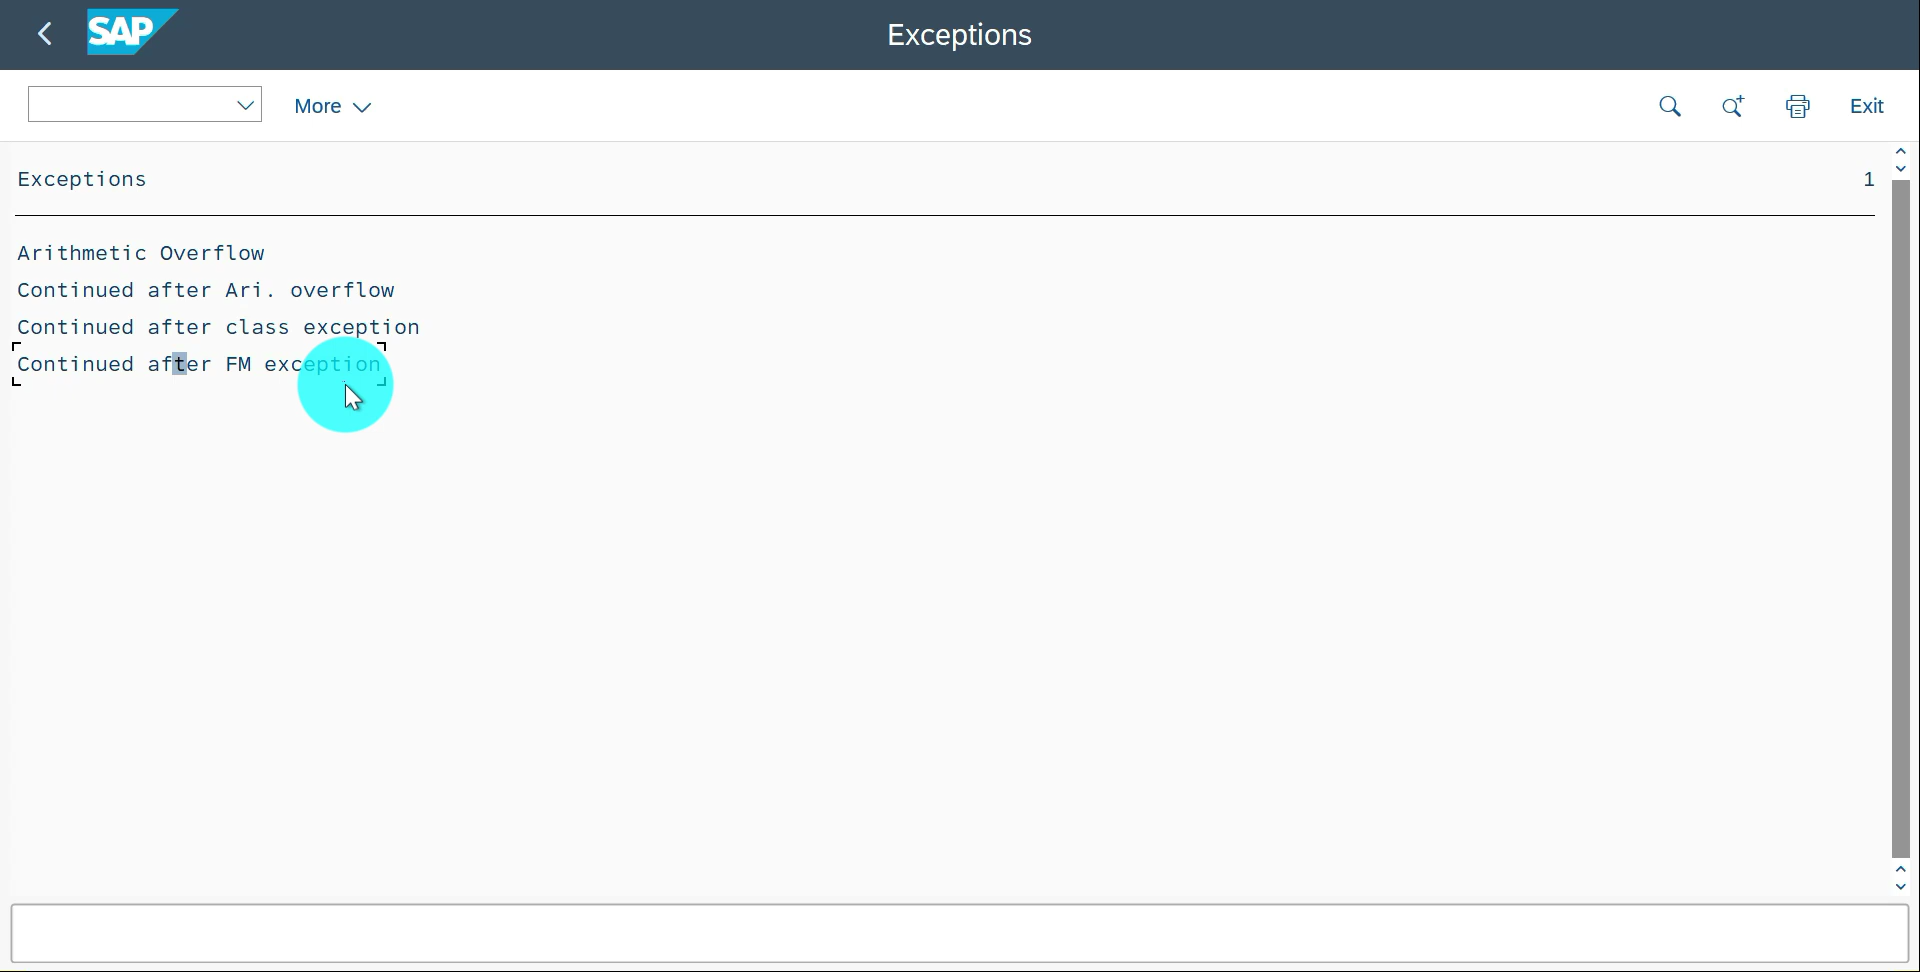 SAP
Exceptions
More
Exit
Exceptions 1
Arithmetic Overflow
Continued after Ari. overflow
Continued after class exception
Continued after FM exception